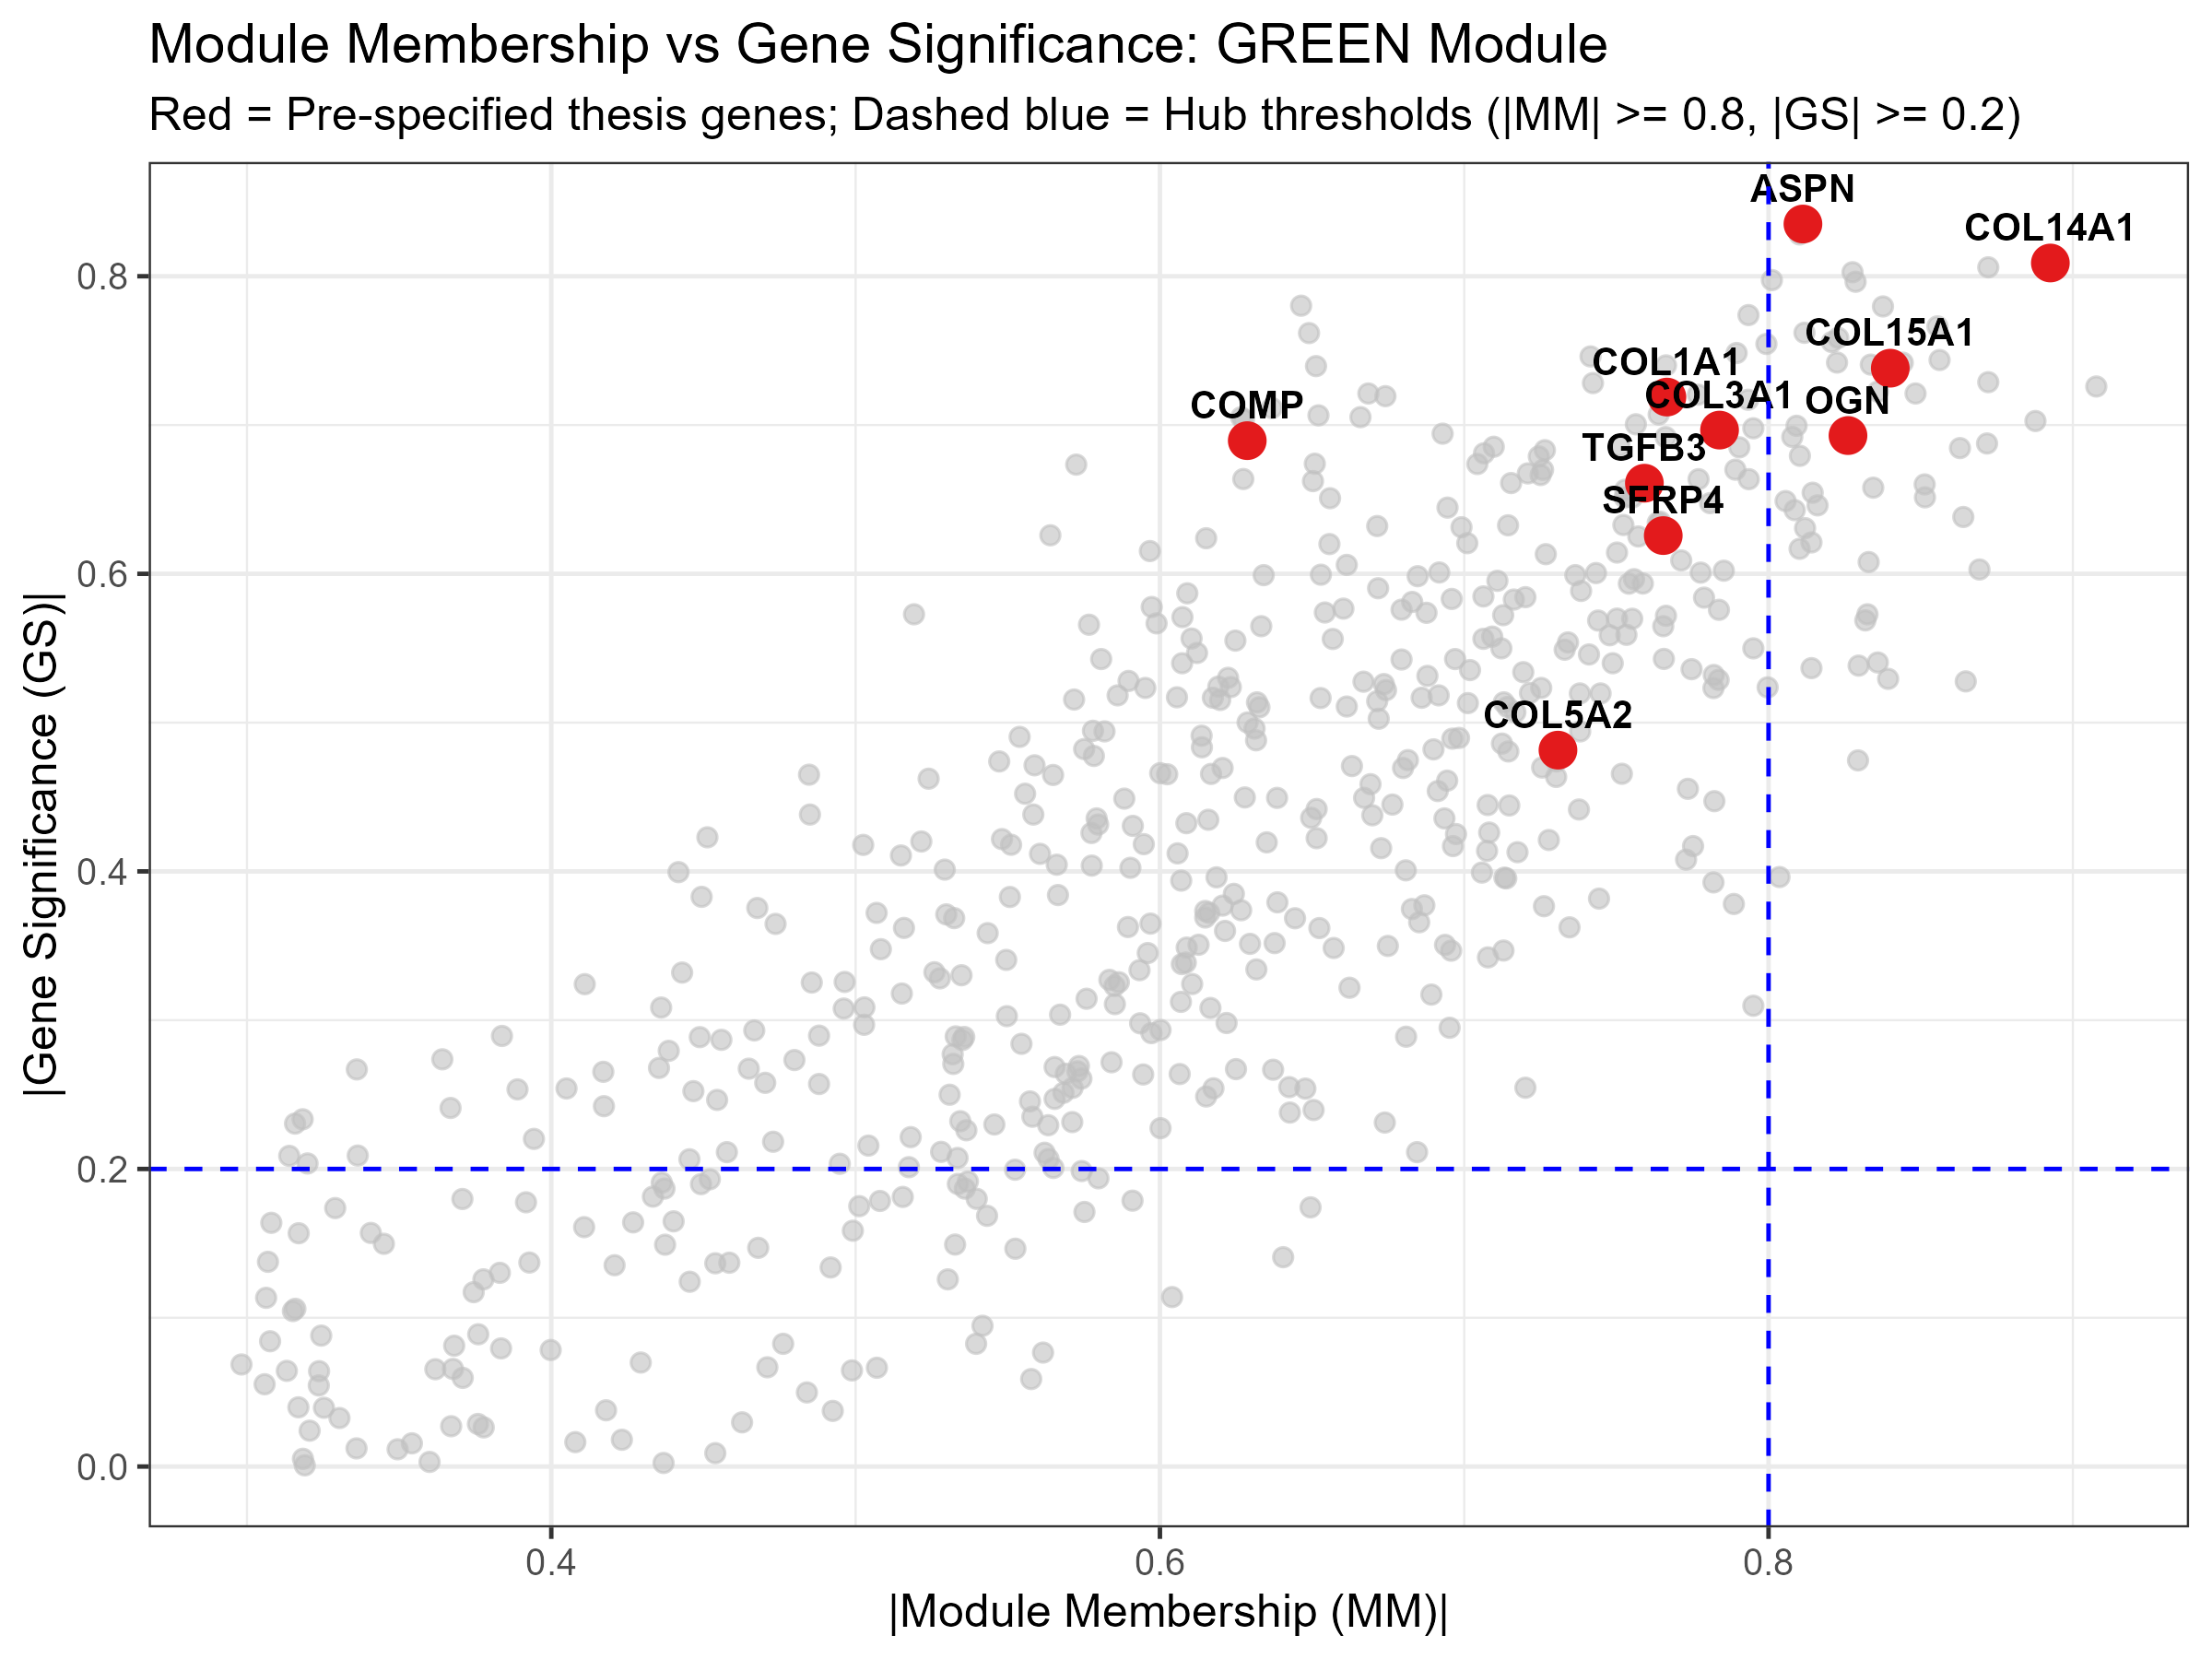 Module Membership vs Gene Significance: GREEN Module
Red = Pre-specified thesis genes; Dashed blue = Hub thresholds (|MM| >= 0.8, |GS| >= 0.2)
ASPN
COL14A1
COL15A1
COL1A1
COL3A1
OGN
COMP
TGFB3
SFRP4
COL5A2
|Gene Significance (GS)|
0.8
0.6
0.4
0.2
0.0
0.4
0.6
0.8
|Module Membership (MM)|